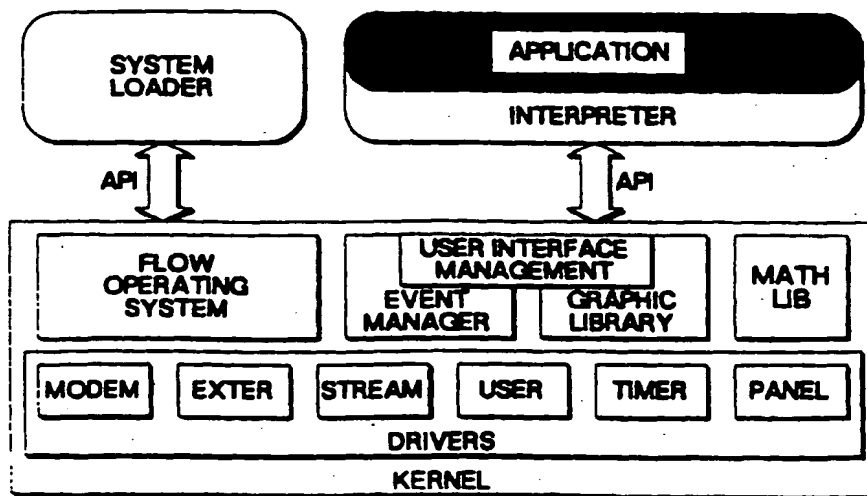 SYSTEM
LOADER
APPLICATION
INTERPRETER
API
API
FLOW
OPERATING
SYSTEM
USER INTERFACE
MANAGEMENT
EVENT
MANAGER
GRAPHIC
LIBRARY
MATH
LIB
MODEM
EXTER
STREAM
USER
TIMER
PANEL
DRIVERS
KERNEL